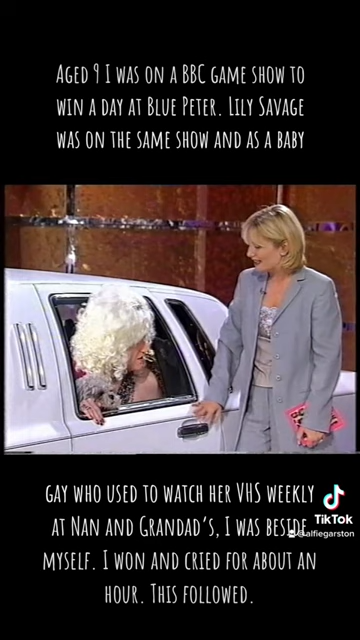 Aged 9 I was on a BBC game show to
win a day at Blue Peter. Lily Savage
was on the same show and as a baby
gay who used to watch her VHS weekly
at Nan and Grandad's, I was beside
myself. I won and cried for about an
hour. This followed.
TikTok
@alfiegarston